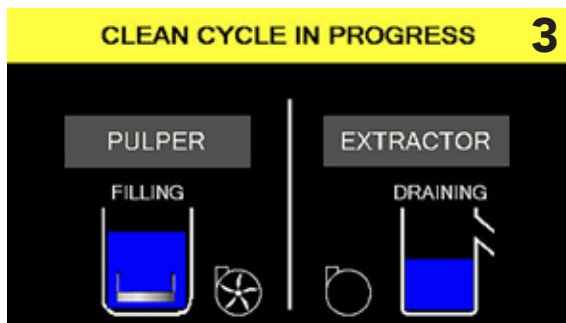 CLEAN CYCLE IN PROGRESS 3
PULPER
EXTRACTOR
FILLING
DRAINING